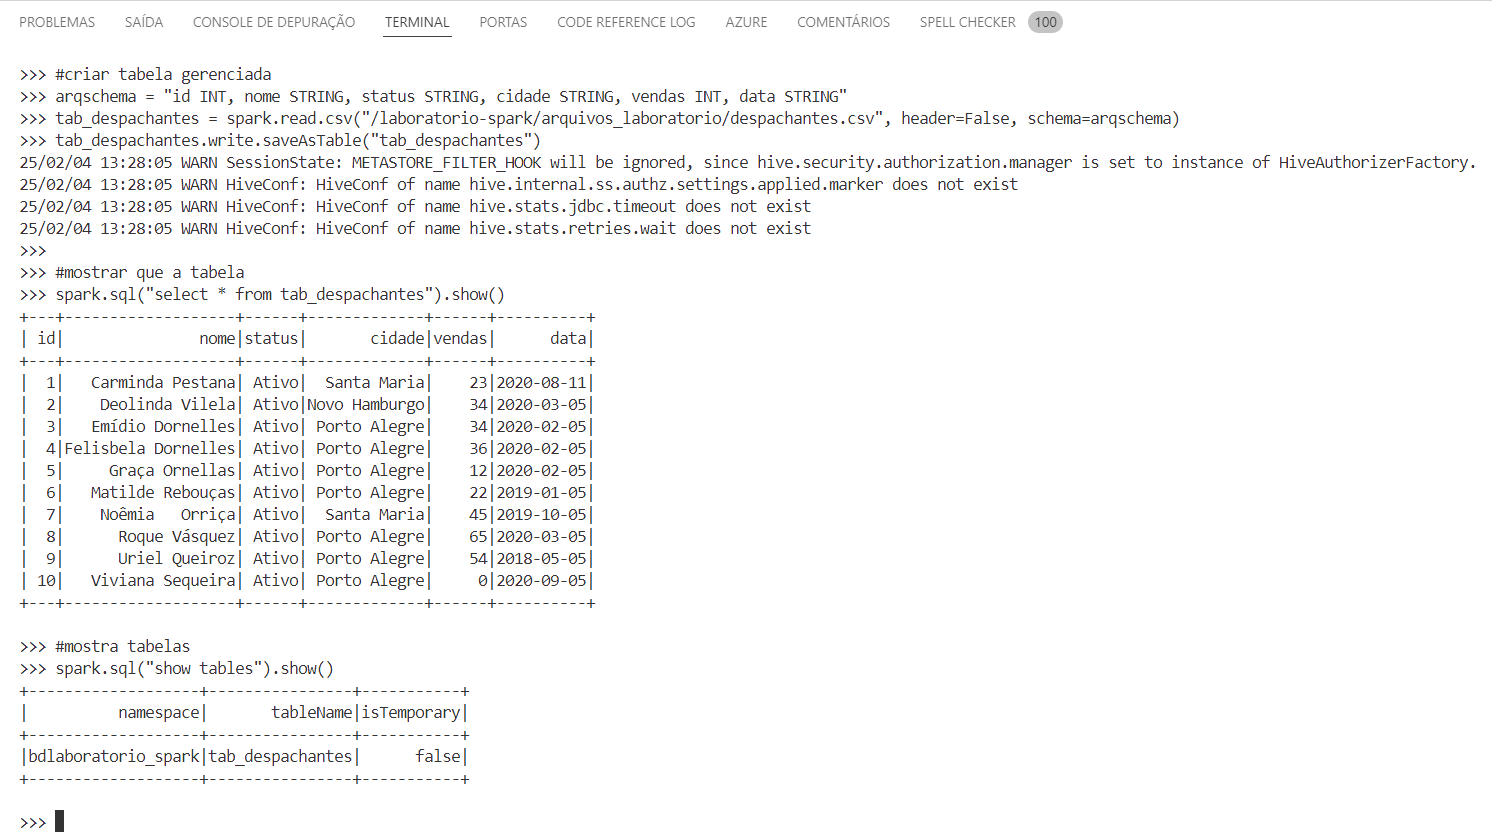 PROBLEMAS SAÍDA CONSOLE DE DEPURAÇÃO TERMINAL PORTAS CODE REFERENCE LOG AZURE COMENTÁRIOS SPELL CHECKER 100
>>> #criar tabela gerenciada
>>> arqschema = "id INT, nome STRING, status STRING, cidade STRING, vendas INT, data STRING"
>>> tab_despachantes = spark.read.csv("/laboratorio-spark/arquivos_laboratorio/despachantes.csv", header=False, schema=arqschema)
>>> tab_despachantes.write.saveAsTable("tab_despachantes")
25/02/04 13:28:05 WARN SessionState: METASTORE_FILTER_HOOK will be ignored, since hive.security.authorization.manager is set to instance of HiveAuthorizerFactory.
25/02/04 13:28:05 WARN HiveConf: HiveConf of name hive.internal.ss.authz.settings.applied.marker does not exist
25/02/04 13:28:05 WARN HiveConf: HiveConf of name hive.stats.jdbc.timeout does not exist
25/02/04 13:28:05 WARN HiveConf: HiveConf of name hive.stats.retries.wait does not exist
>>>
>>> #mostrar que a tabela
>>> spark.sql("select * from tab_despachantes").show()
+---+-------------------+------+-------------+------+----------+
| id|               nome|status|       cidade|vendas|      data|
+---+-------------------+------+-------------+------+----------+
|  1|   Carminda Pestana| Ativo|  Santa Maria|    23|2020-08-11|
|  2|    Deolinda Vilela| Ativo|Novo Hamburgo|    34|2020-03-05|
|  3|   Emídio Dornelles| Ativo| Porto Alegre|    34|2020-02-05|
|  4|Felisbela Dornelles| Ativo| Porto Alegre|    36|2020-02-05|
|  5|     Graça Ornellas| Ativo| Porto Alegre|    12|2020-02-05|
|  6|   Matilde Rebouças| Ativo| Porto Alegre|    22|2019-01-05|
|  7|    Noêmia   Orriça| Ativo|  Santa Maria|    45|2019-10-05|
|  8|      Roque Vásquez| Ativo| Porto Alegre|    65|2020-03-05|
|  9|      Uriel Queiroz| Ativo| Porto Alegre|    54|2018-05-05|
| 10|   Viviana Sequeira| Ativo| Porto Alegre|     0|2020-09-05|
+---+-------------------+------+-------------+------+----------+
>>> #mostra tabelas
>>> spark.sql("show tables").show()
+-------------------+----------------+-----------+
|          namespace|       tableName|isTemporary|
+-------------------+----------------+-----------+
|bdlaboratorio_spark|tab_despachantes|      false|
+-------------------+----------------+-----------+
>>>